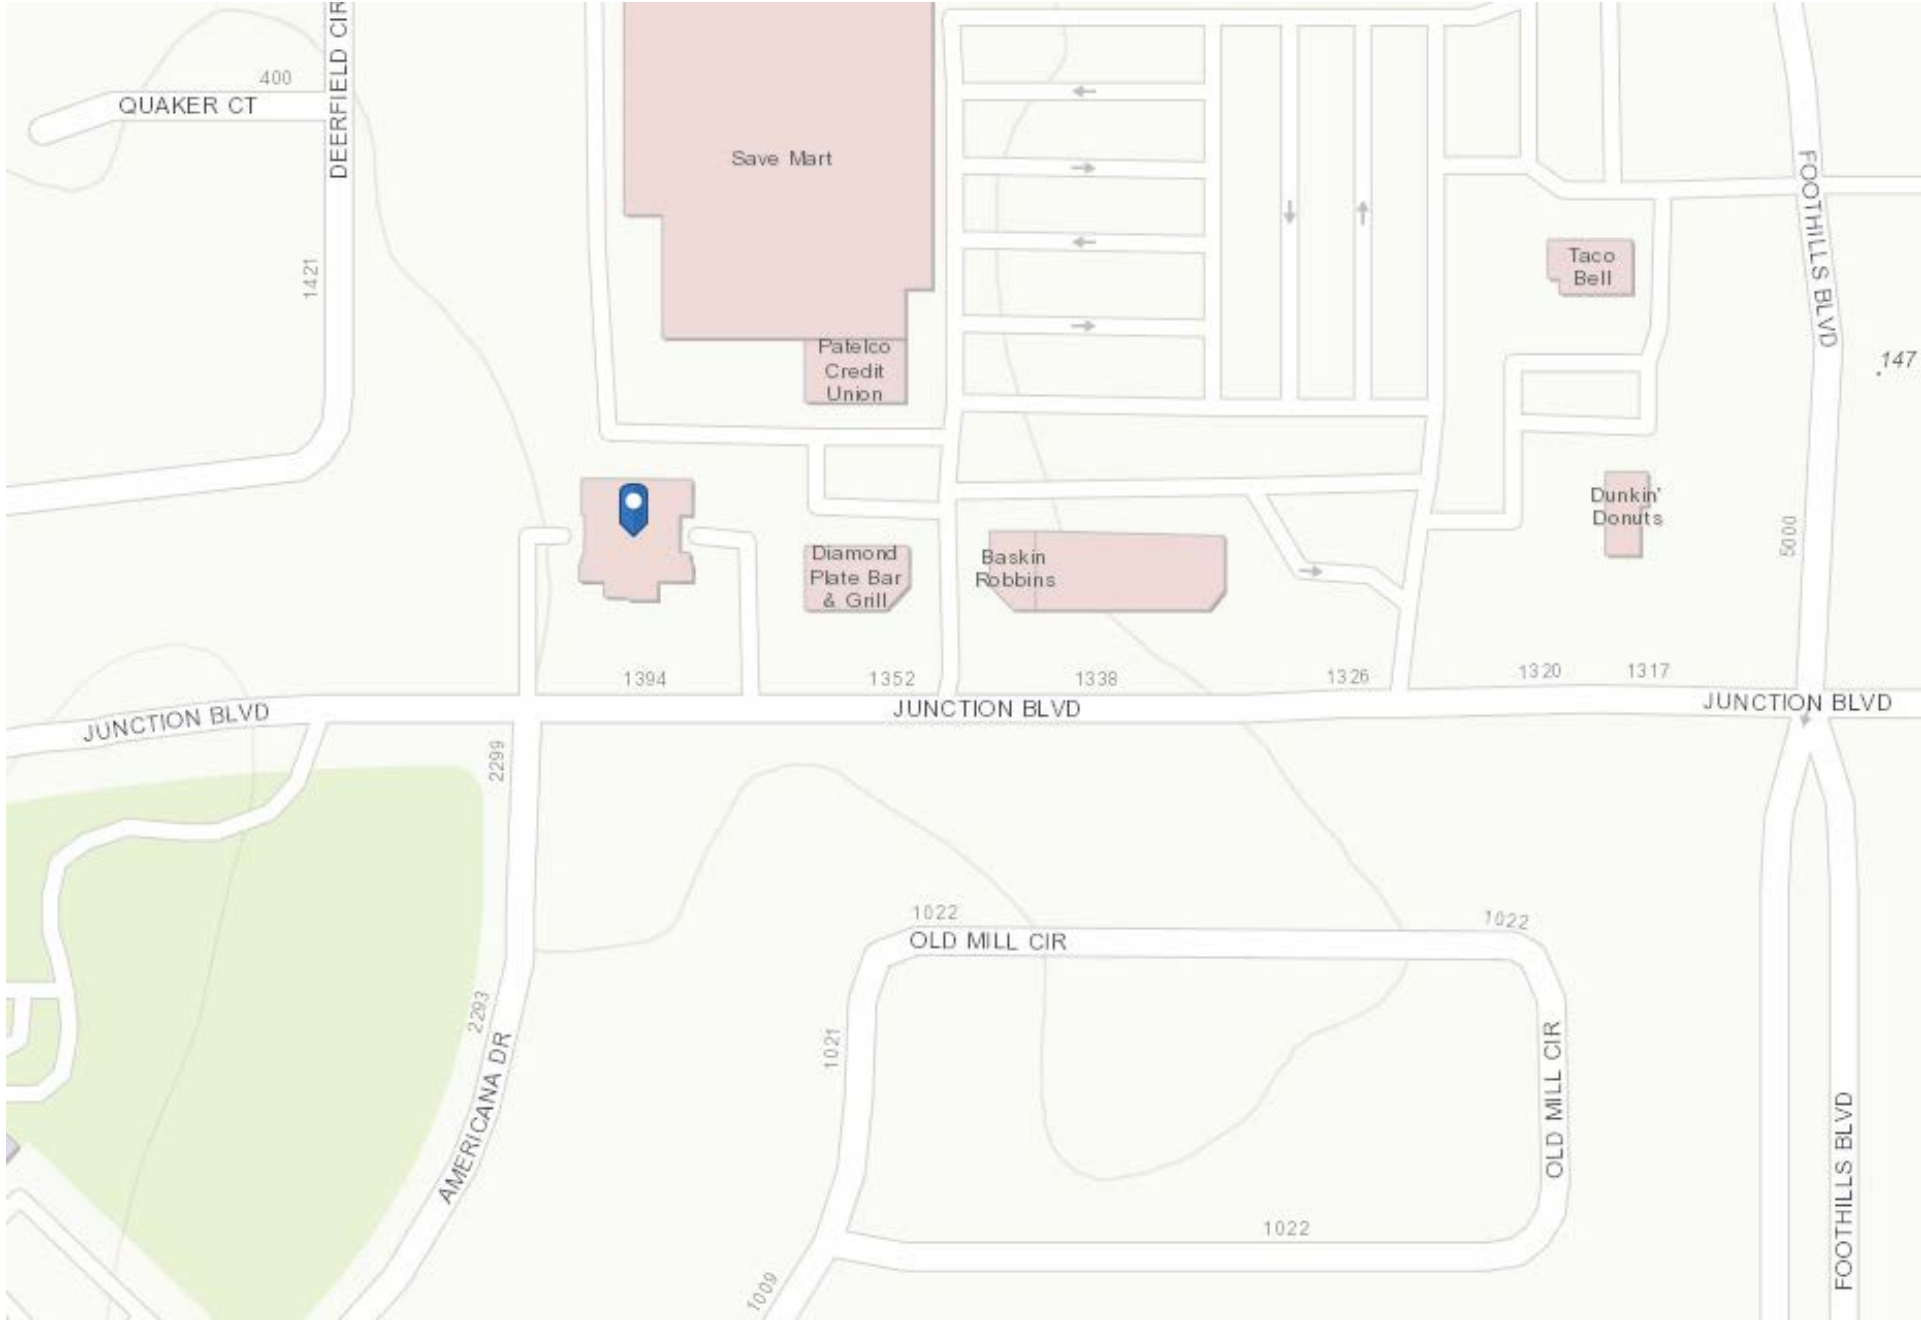 DEERFIELD CIR
400
QUAKER CT
Save Mart
FOOTHILLS BLVD
1421
Taco
Bell
147
Patelco
Credit
Union
Dunkin'
Donuts
5000
Diamond
Plate Bar
& Grill
Baskin
Robbins
1394
1352
1338
1326
1320
1317
JUNCTION BLVD
JUNCTION BLVD
JUNCTION BLVD
2299
1022
1022
OLD MILL CIR
2293
1021
AMERICANA DR
OLD MILL CIR
FOOTHILLS BLVD
1022
1009